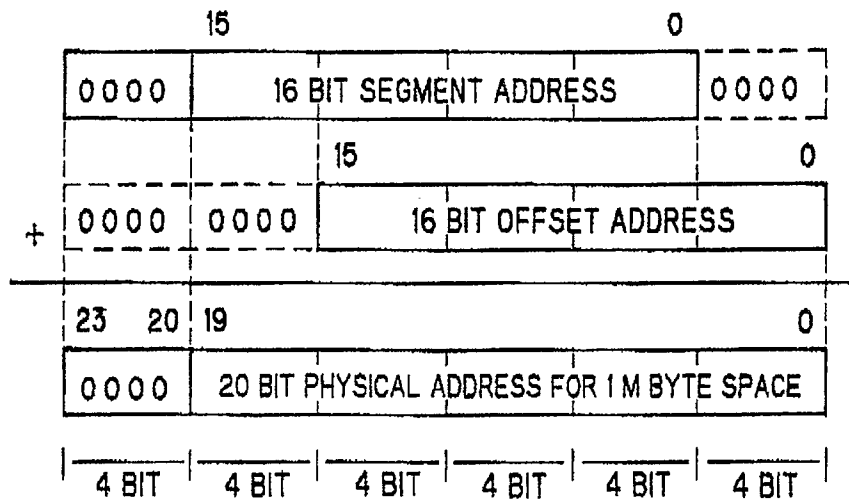 15 0
0000 16 BIT SEGMENT ADDRESS 0000
15 0
+ 0000 0000 16 BIT OFFSET ADDRESS
23 20 19 0
0000 20 BIT PHYSICAL ADDRESS FOR 1 M BYTE SPACE
4 BIT 4 BIT 4 BIT 4 BIT 4 BIT 4 BIT